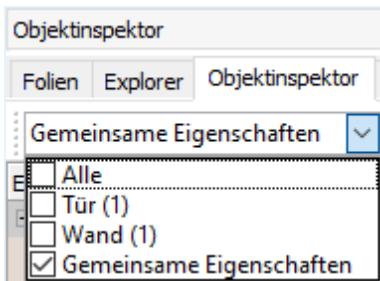 Objektinspektor
Folien Explorer Objektinspektor
Gemeinsame Eigenschaften
E
Alle
Tür (1)
Wand (1)
Gemeinsame Eigenschaften